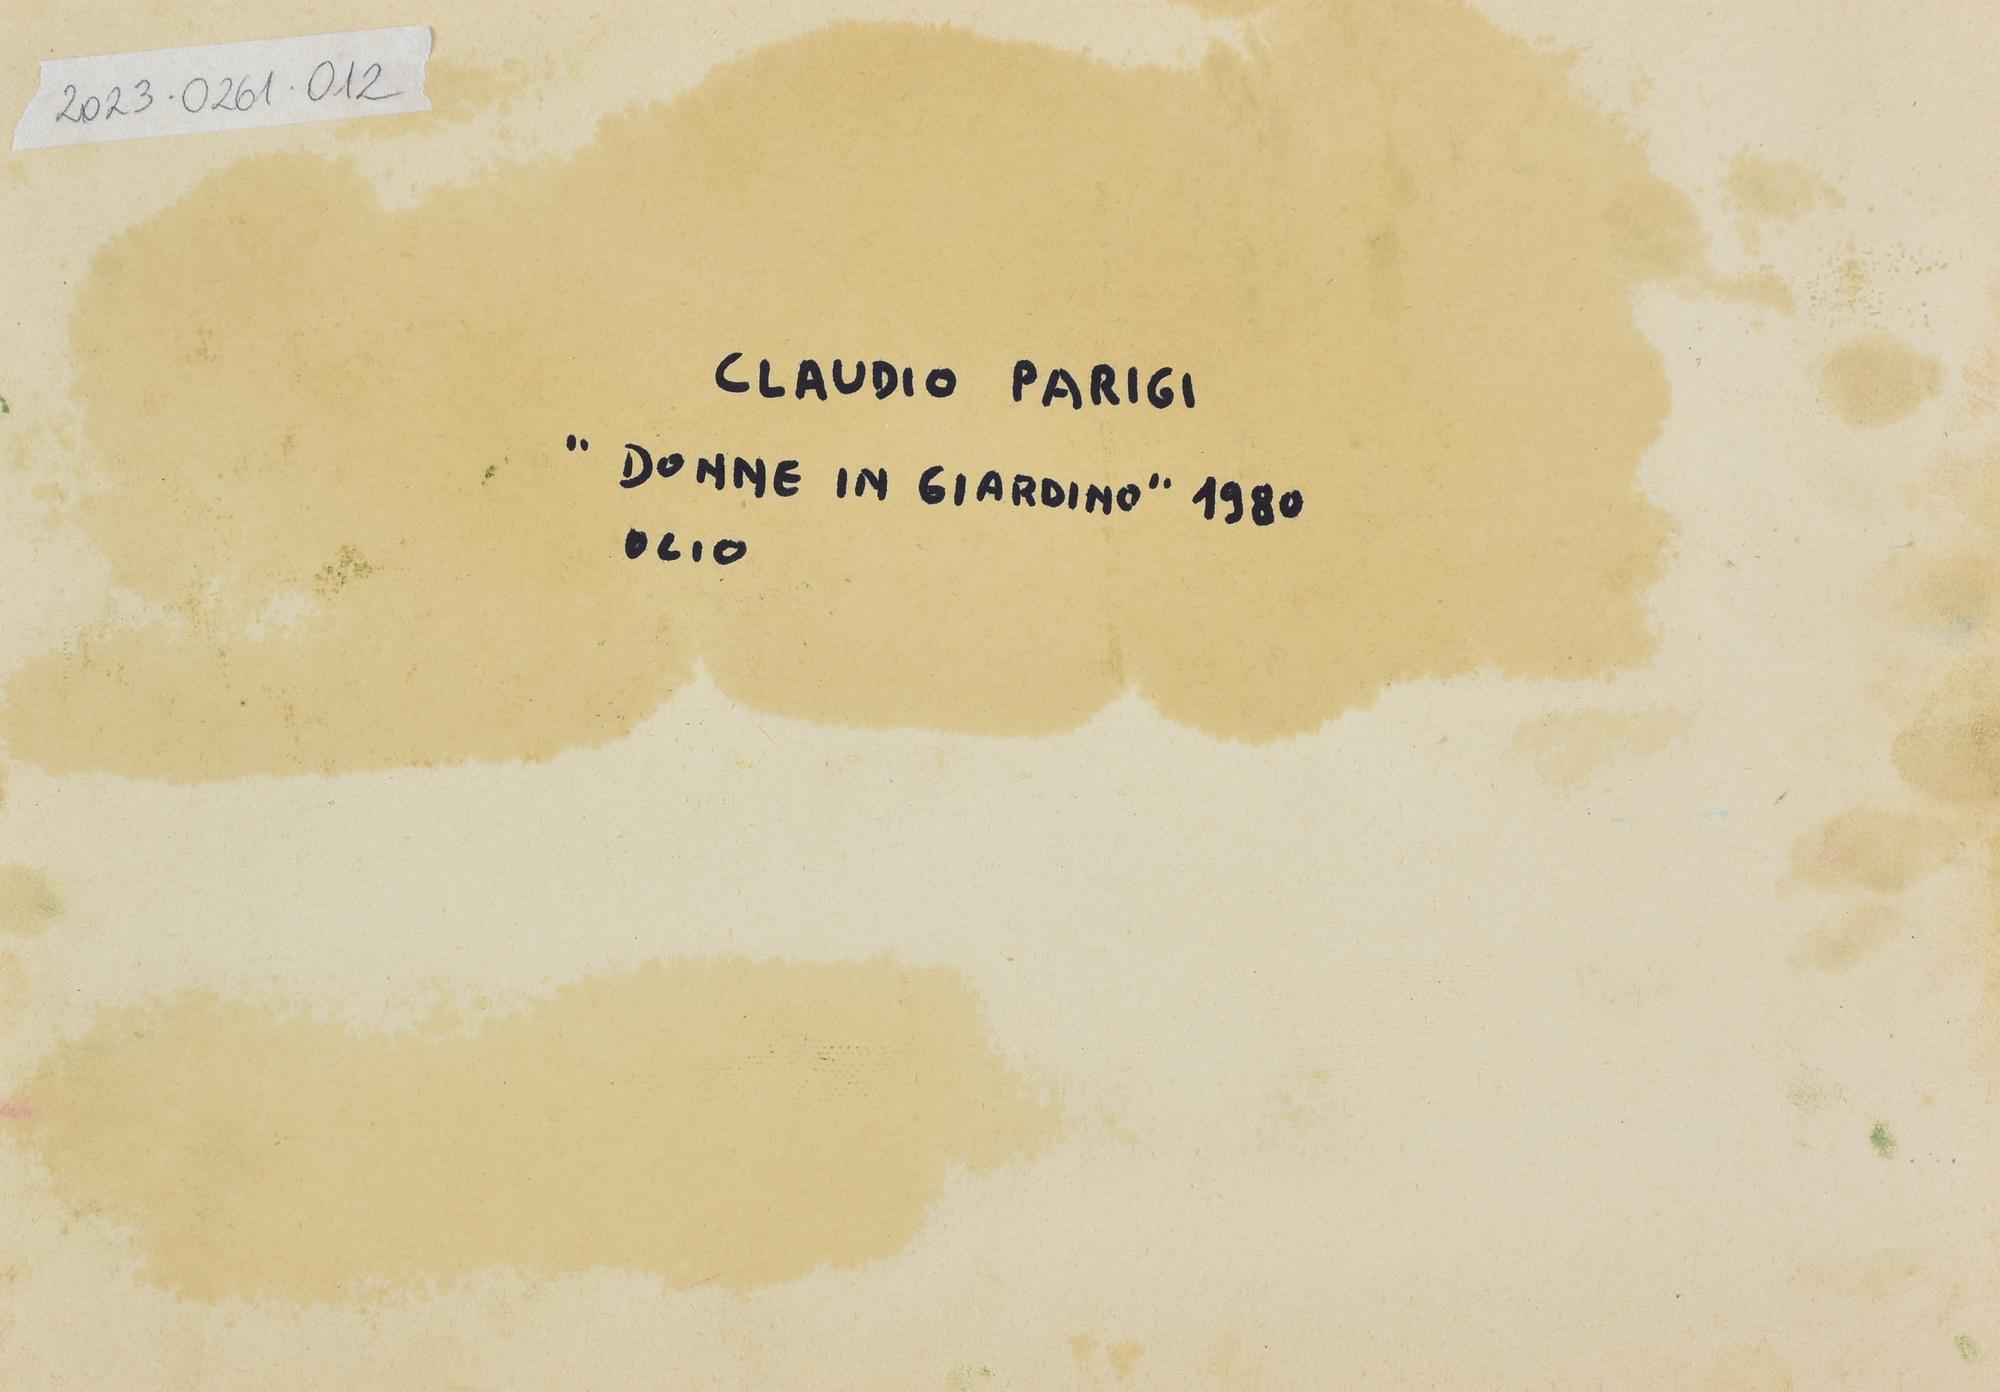 2023·0261·012
CLAUDIO PARIGI
" DONNE IN GIARDINO" 1980
OLIO